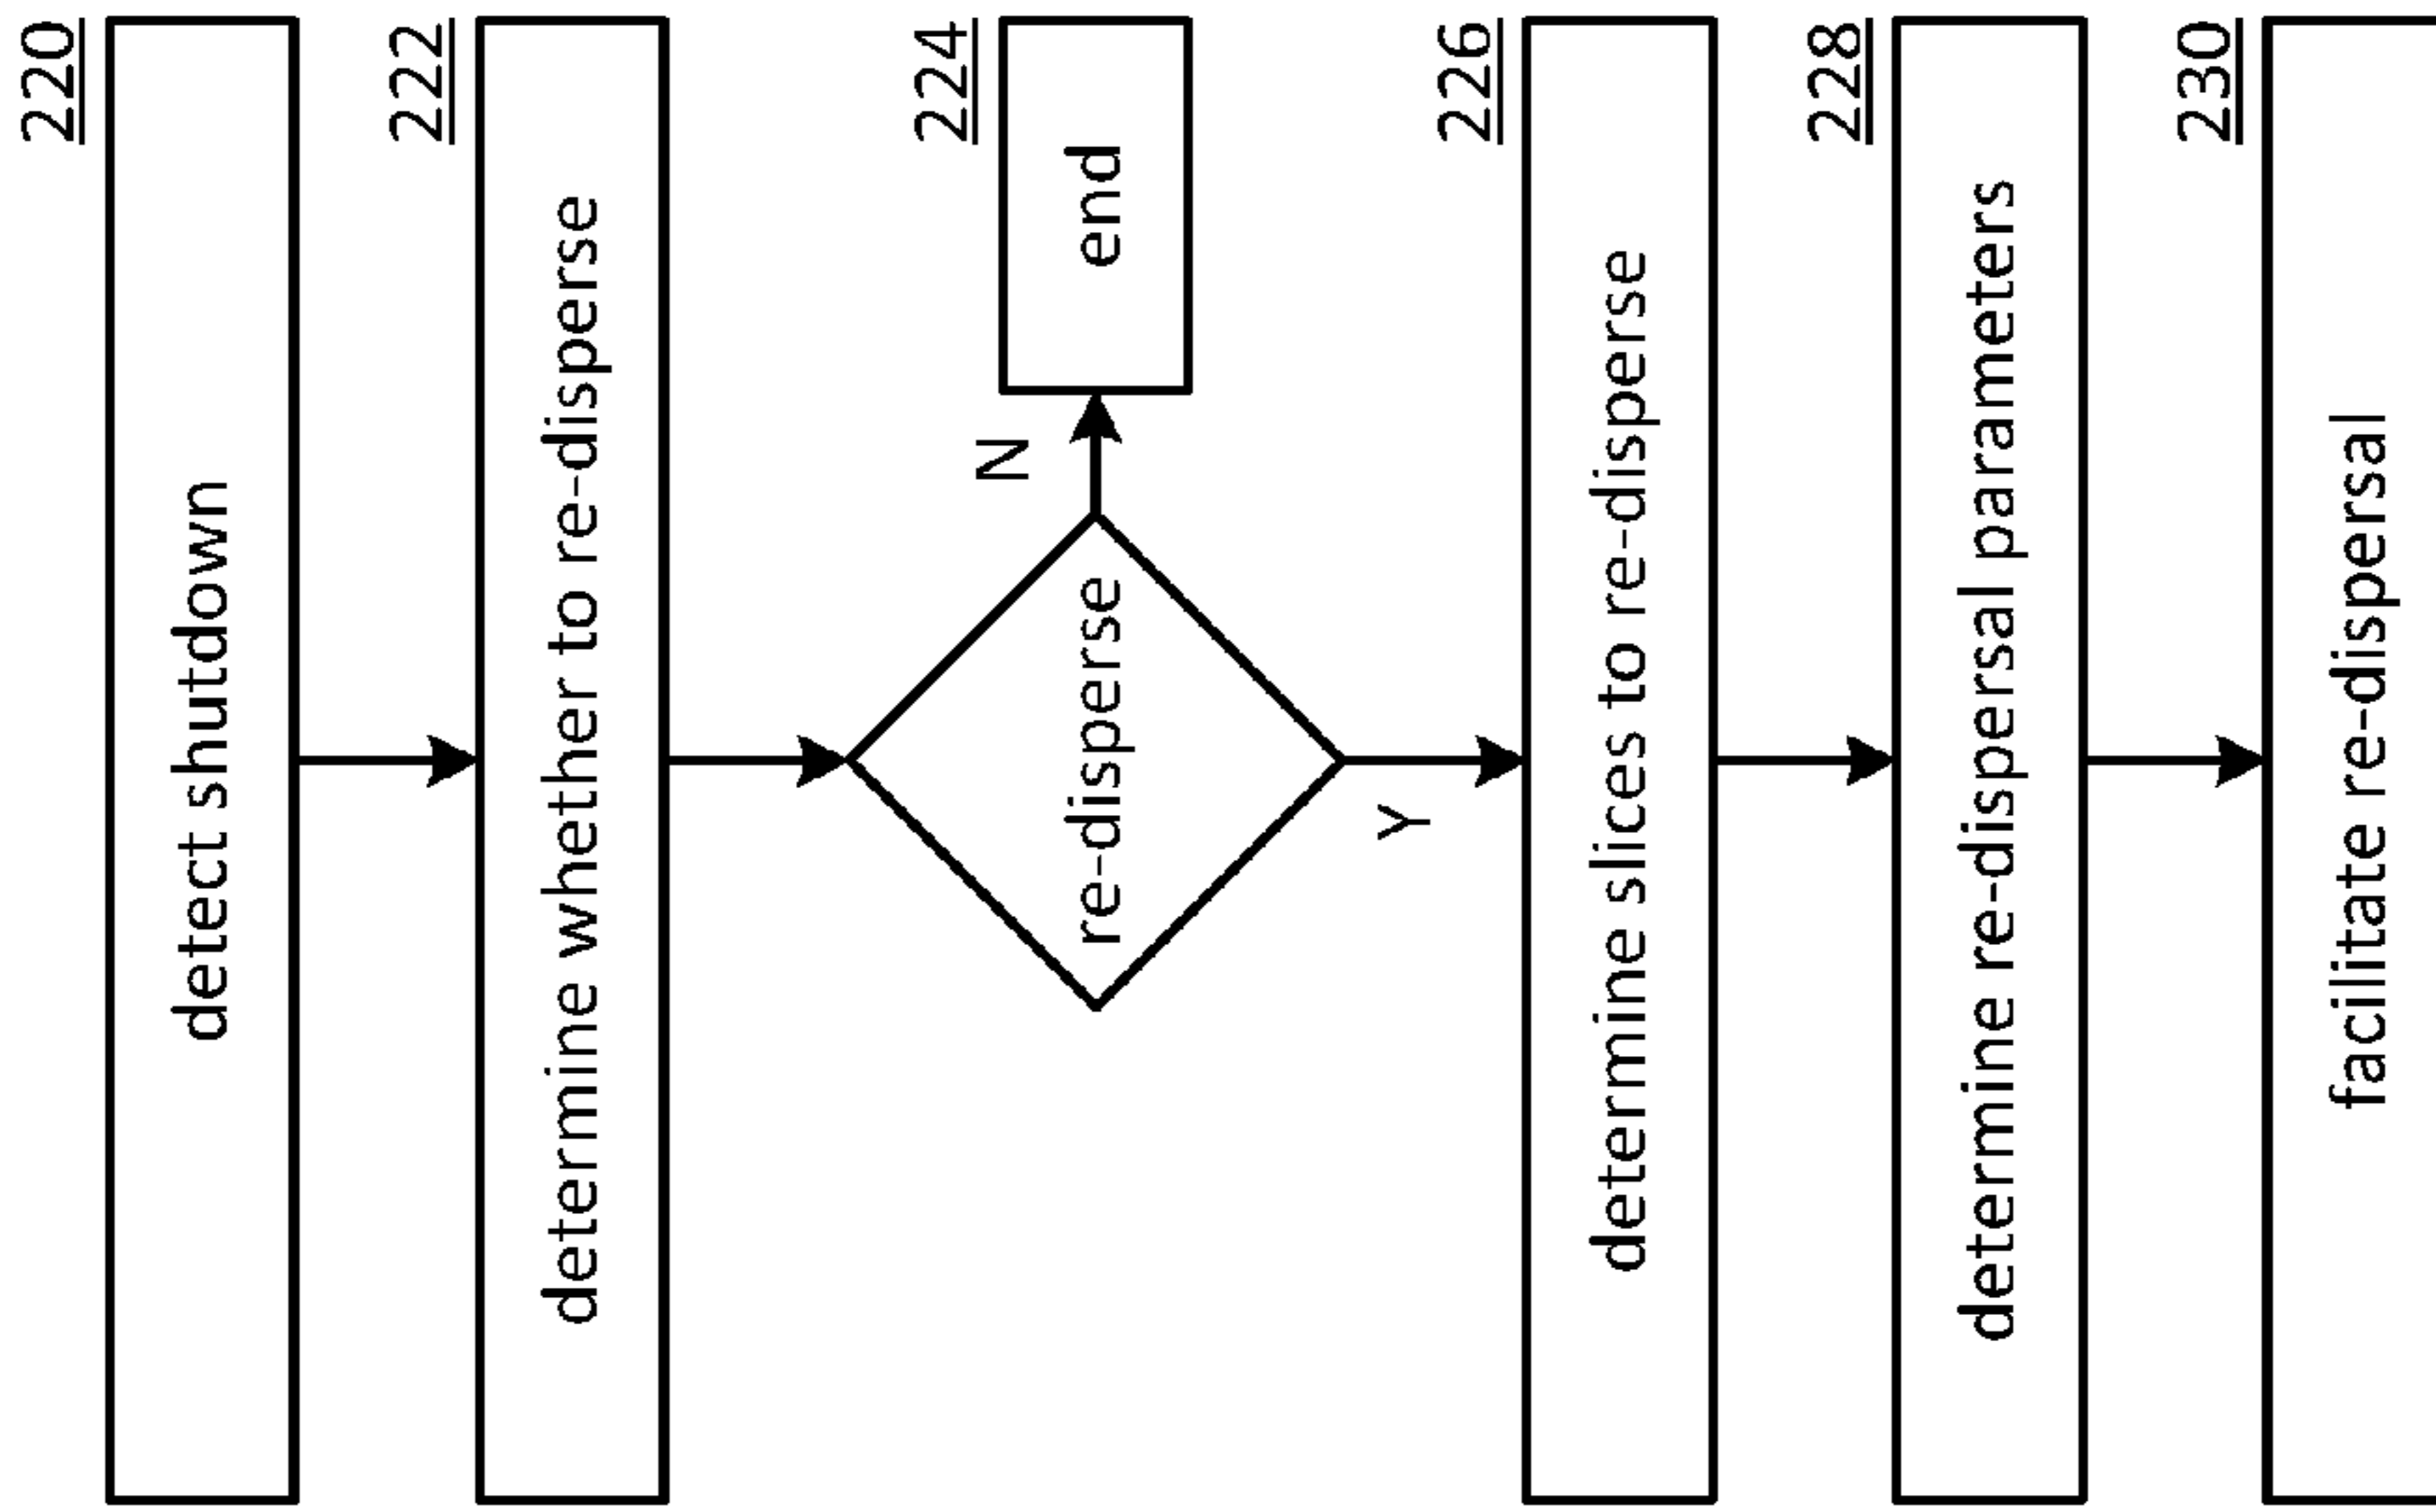 220
detect shutdown
222
determine whether to re-disperse
re-disperse
N
224
end
Y
226
determine slices to re-disperse
228
determine re-dispersal parameters
230
facilitate re-dispersal